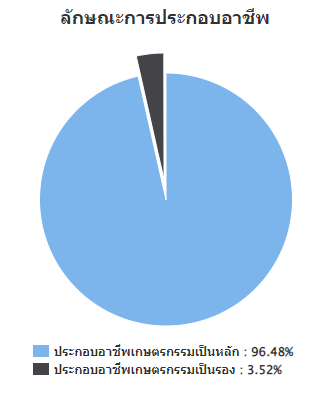 ลักษณะการประกอบอาชีพ
ประกอบอาชีพเกษตรกรรมเป็นหลัก : 96.48%
ประกอบอาชีพเกษตรกรรมเป็นรอง : 3.52%